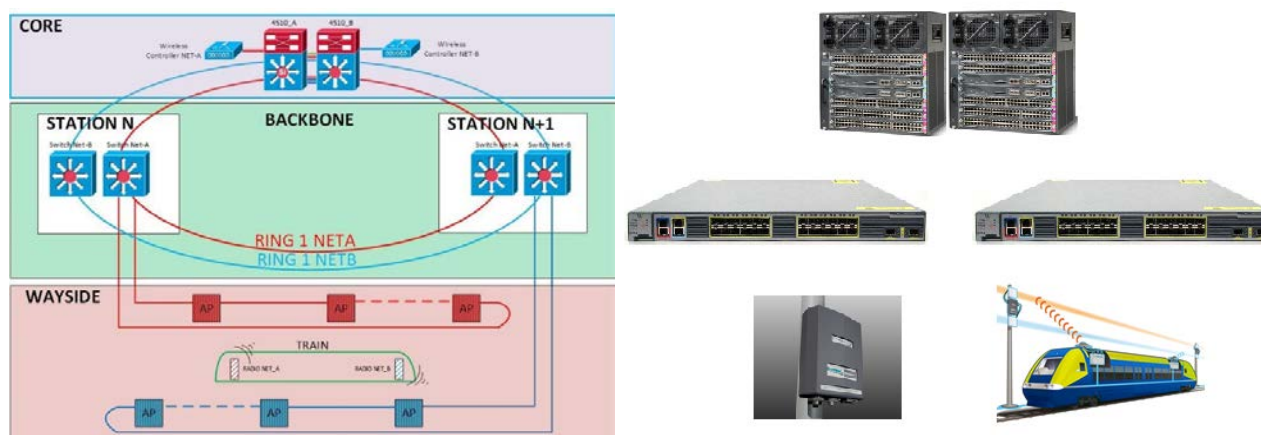 CORE
4510_A
4510_B
Wireless
Controller NET-A
Wireless
Controller NET-B
BACKBONE
STATION N
Switch Net-B
Switch Net-A
STATION N+1
Switch Net-A
Switch Net-B
RING 1 NETA
RING 1 NETB
WAYSIDE
AP
AP
AP
TRAIN
RADIO NET_A
RADIO NET_B
AP
AP
AP